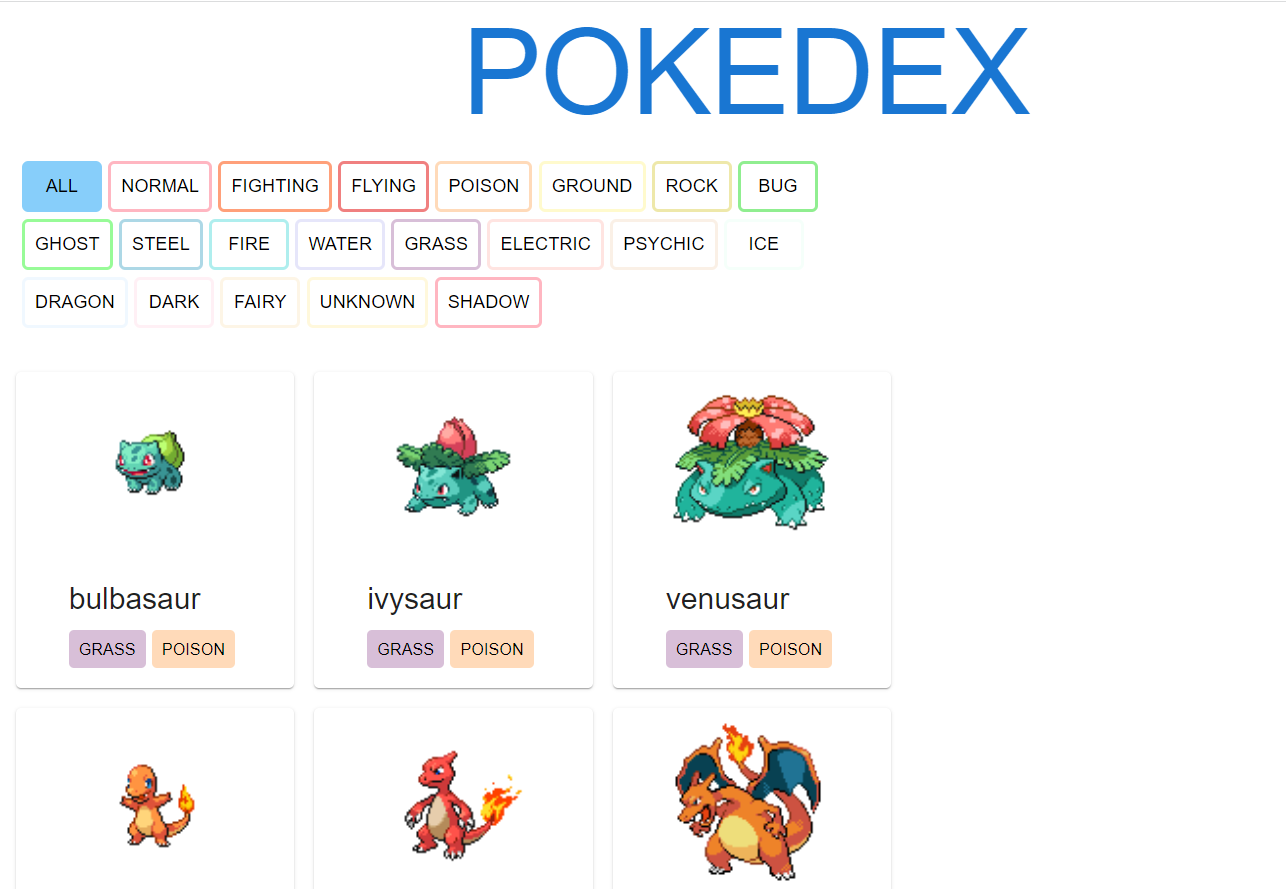 POKEDEX
ALL NORMAL FIGHTING FLYING POISON GROUND ROCK BUG
GHOST STEEL FIRE WATER GRASS ELECTRIC PSYCHIC ICE
DRAGON DARK FAIRY UNKNOWN SHADOW
bulbasaur ivysaur venusaur
GRASS POISON GRASS POISON GRASS POISON